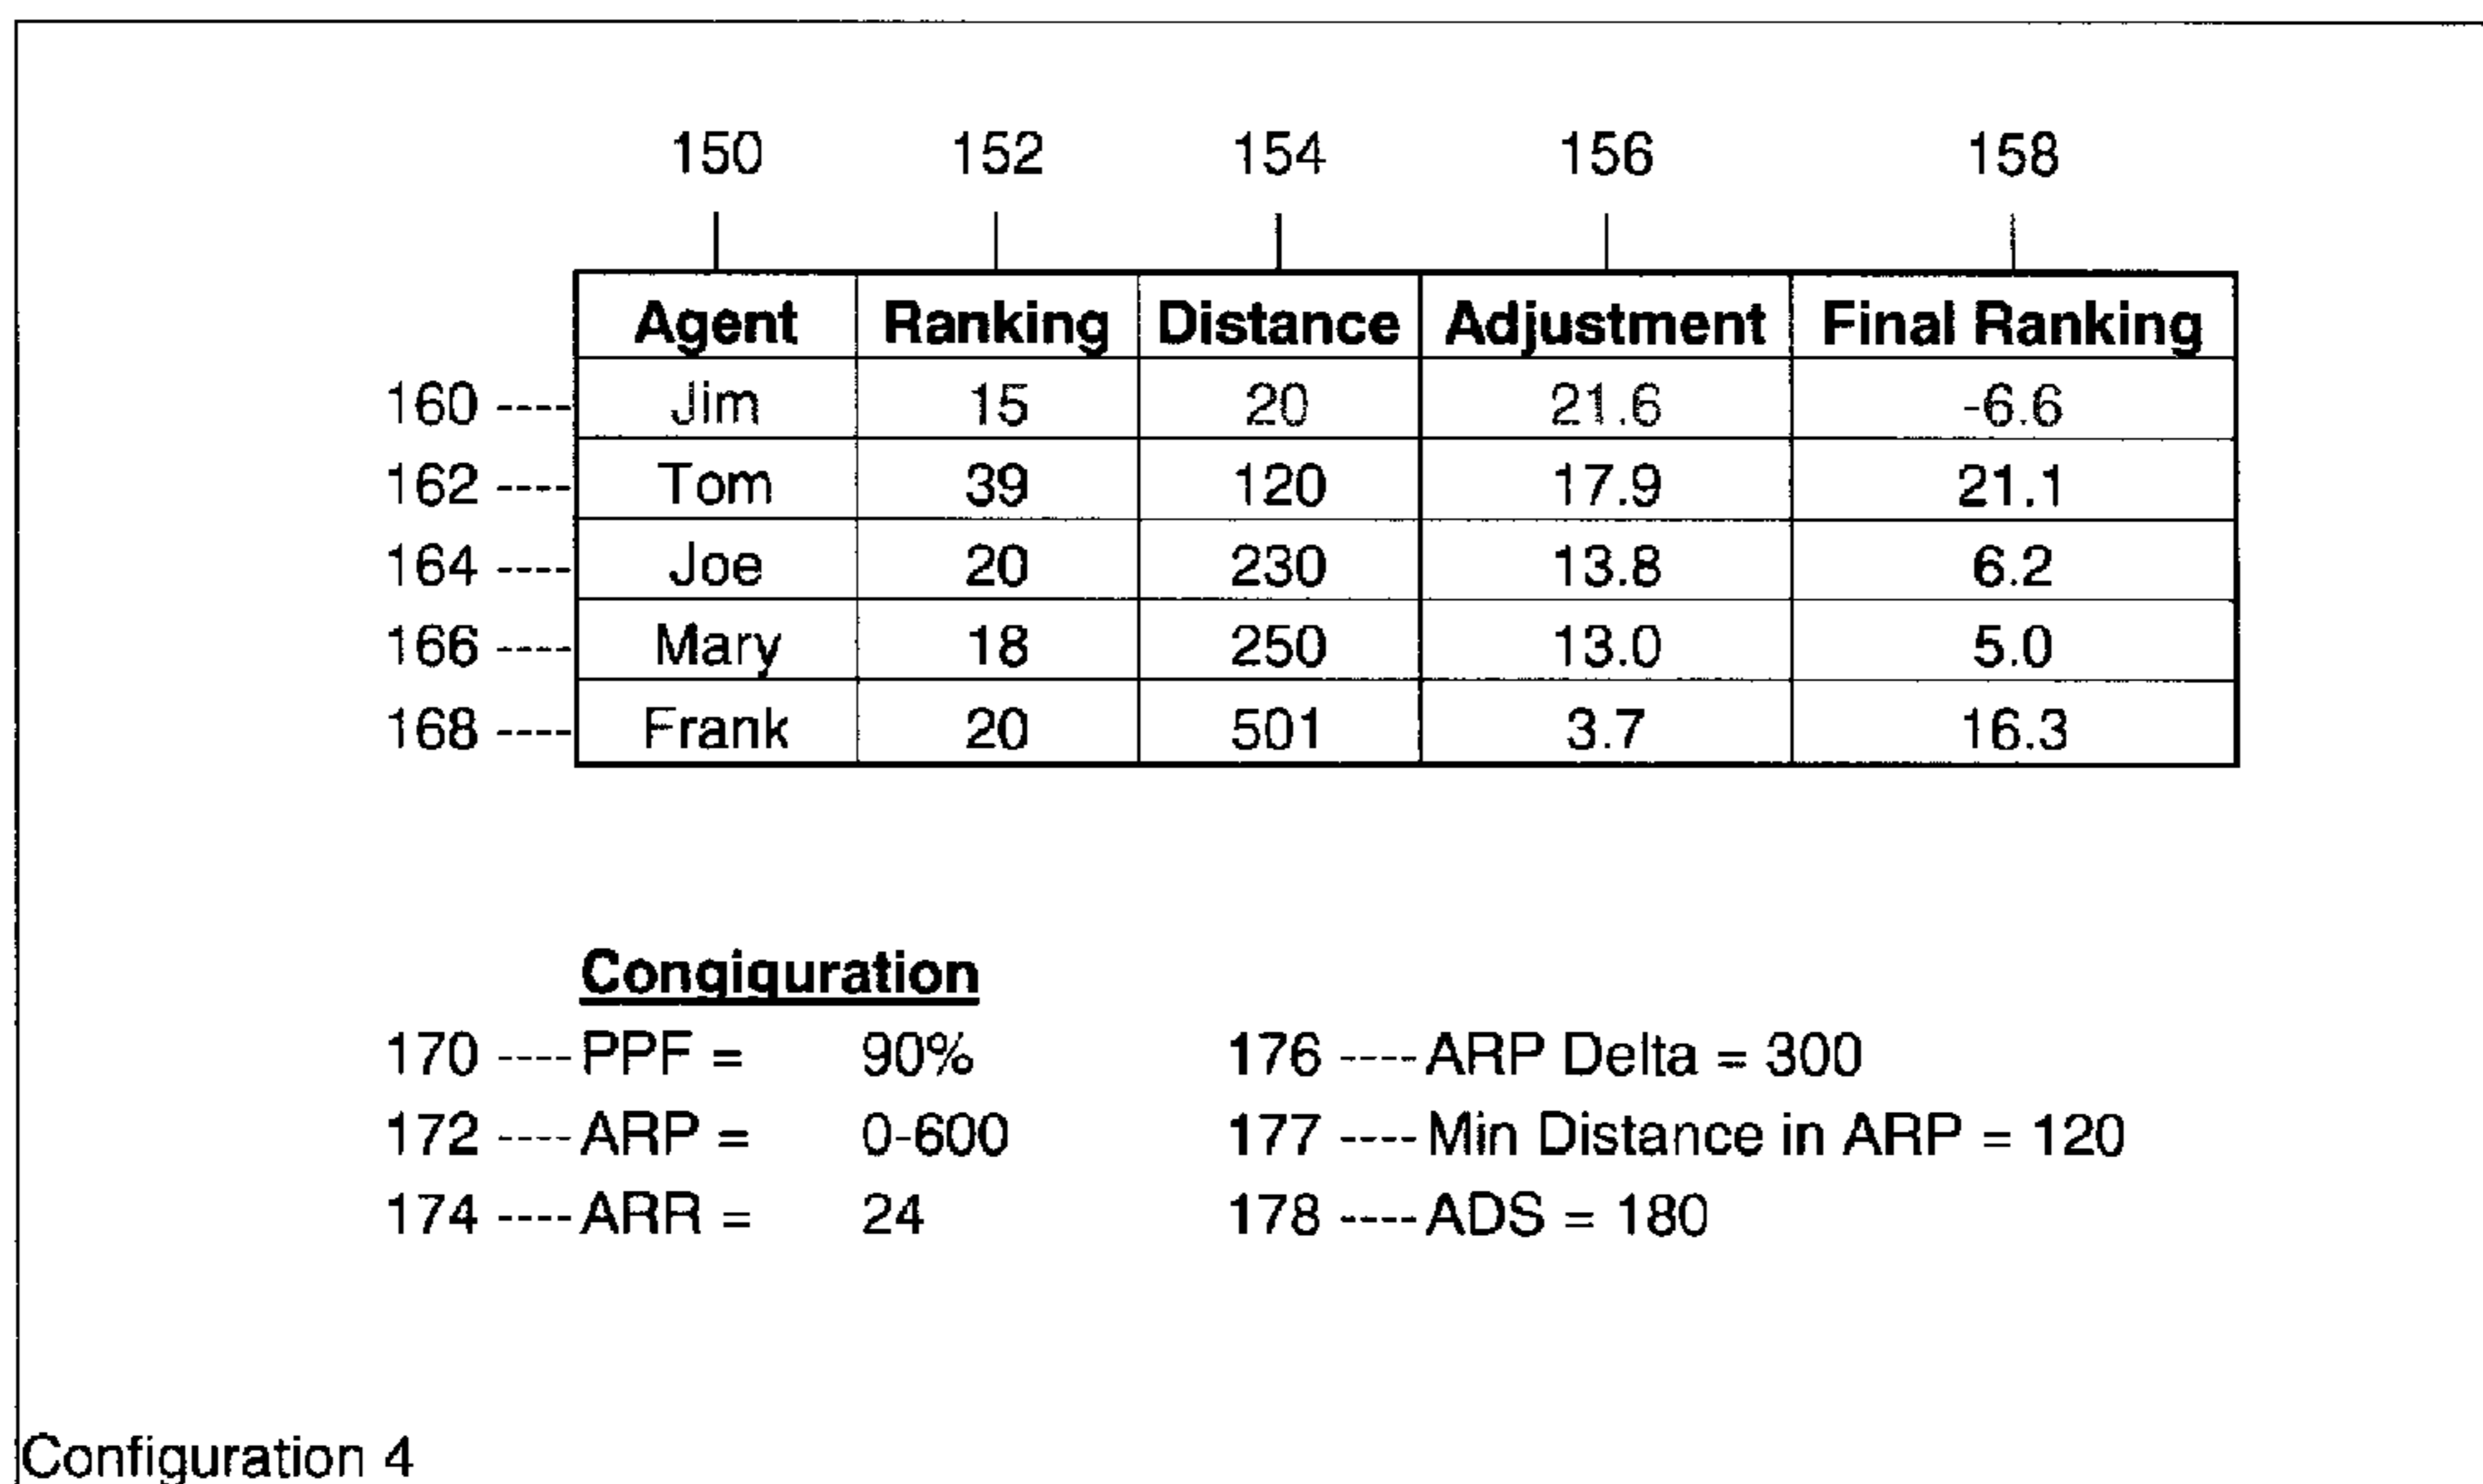 150 152 154 156 158
Agent Ranking Distance Adjustment Final Ranking
160 ---- Jim 15 20 21.6 -6.6
162 ---- Tom 39 120 17.9 21.1
164 ---- Joe 20 230 13.8 6.2
166 ---- Mary 18 250 13.0 5.0
168 ---- Frank 20 501 3.7 16.3
Congiguration
170 ---- PPF = 90% 176 ---- ARP Delta = 300
172 ---- ARP = 0-600 177 ---- Min Distance in ARP = 120
174 ---- ARR = 24 178 ---- ADS = 180
Configuration 4